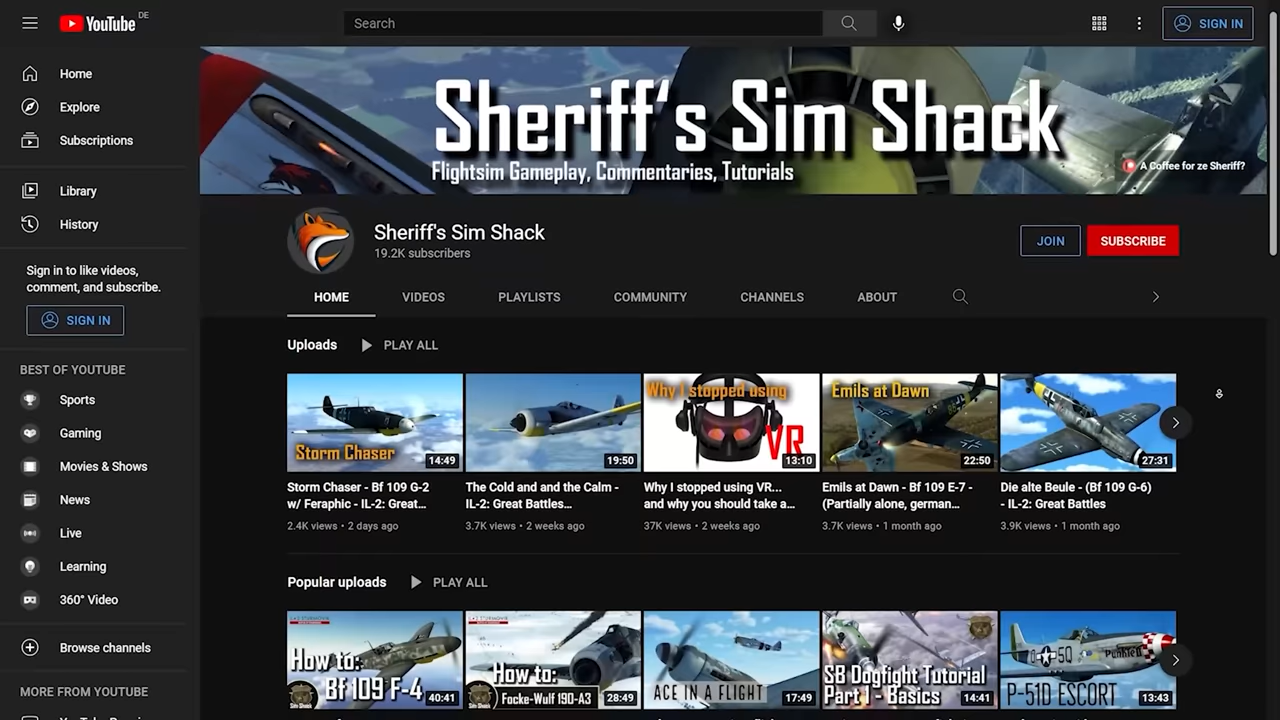 YouTube DE
Search
SIGN IN
Home
Explore
Subscriptions
Library
History
Sign in to like videos,
comment, and subscribe.
SIGN IN
BEST OF YOUTUBE
Sports
Gaming
Movies & Shows
News
Live
Learning
360° Video
Browse channels
MORE FROM YOUTUBE
Sheriff's Sim Shack
Flightsim Gameplay, Commentaries, Tutorials
A Coffee for ze Sheriff?
Sheriff's Sim Shack
19.2K subscribers
JOIN
SUBSCRIBE
HOME VIDEOS PLAYLISTS COMMUNITY CHANNELS ABOUT
Uploads PLAY ALL
Storm Chaser
14:49
Storm Chaser - Bf 109 G-2
w/ Feraphic - IL-2: Great...
2.4K views • 2 days ago
19:50
The Cold and and the Calm -
IL-2: Great Battles...
3.7K views • 2 weeks ago
Why I stopped using
VR
13:10
Why I stopped using VR...
and why you should take a...
37K views • 2 weeks ago
Emils at Dawn
22:50
Emils at Dawn - Bf 109 E-7 -
(Partially alone, german...
3.7K views • 1 month ago
27:31
Die alte Beule - (Bf 109 G-6)
- IL-2: Great Battles
3.9K views • 1 month ago
Popular uploads PLAY ALL
How to:
Bf 109 F-4
40:41
How to:
Focke-Wulf 190-A3
28:49
ACE IN A FLIGHT
17:49
SB Dogfight Tutorial
Part 1 - Basics
14:41
P-51D ESCORT
13:43